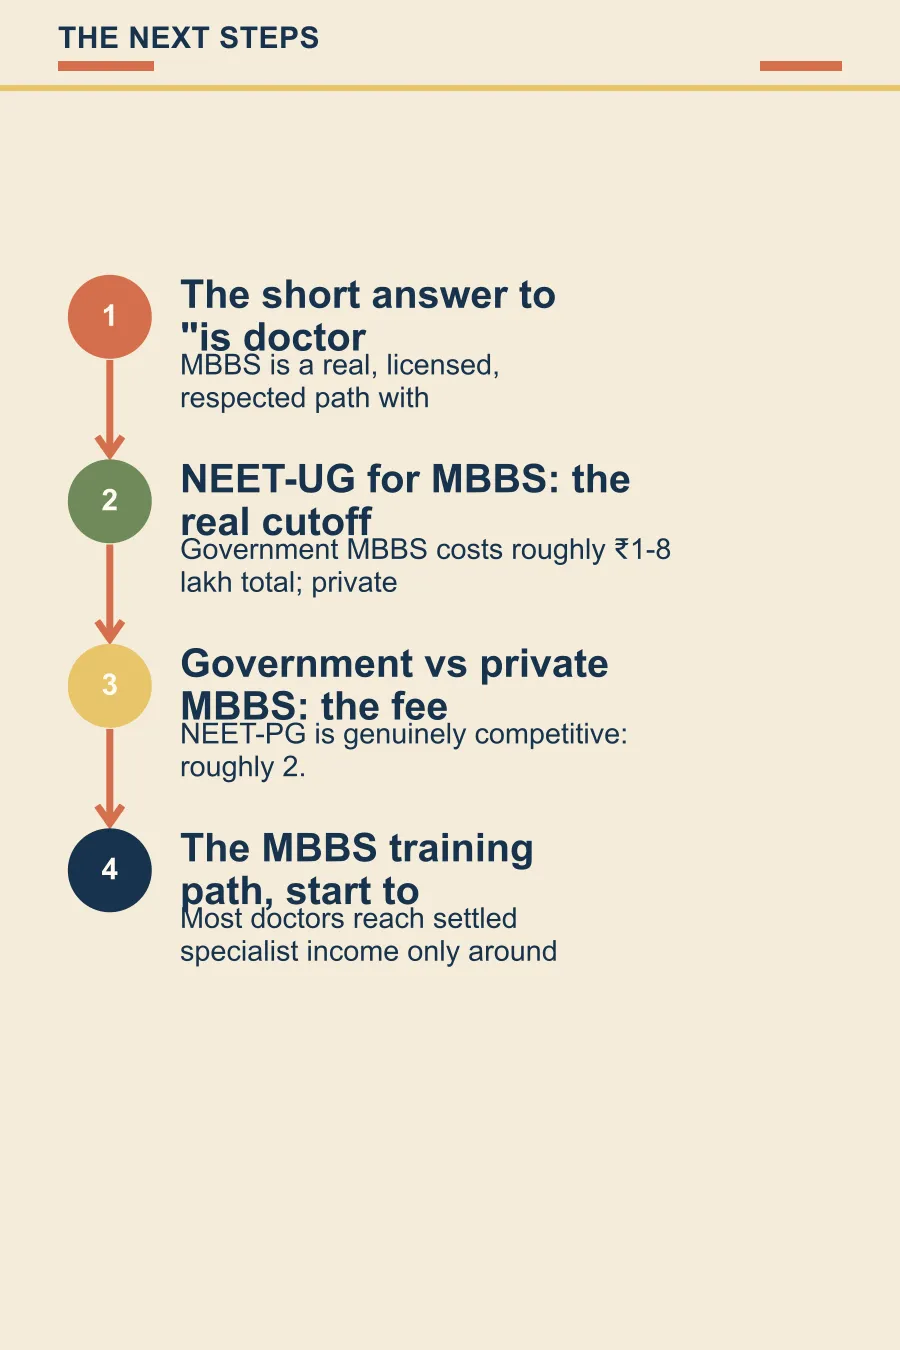 THE NEXT STEPS
1
The short answer to
"is doctor
MBBS is a real, licensed,
respected path with
2
NEET-UG for MBBS: the
real cutoff
Government MBBS costs roughly ₹1-8
lakh total; private
3
Government vs private
MBBS: the fee
NEET-PG is genuinely competitive:
roughly 2.
4
The MBBS training
path, start to
Most doctors reach settled
specialist income only around